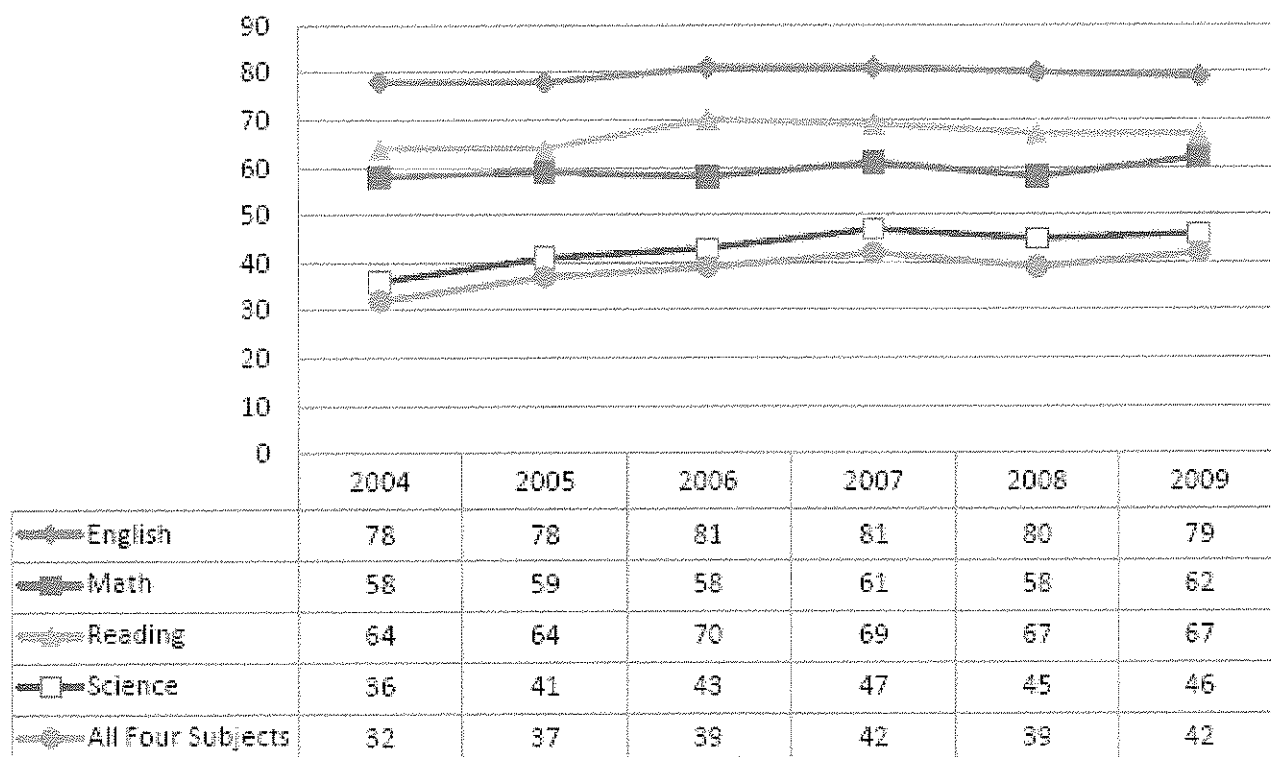 90
80
70
60
50
40
30
20
10
0
2004 2005 2006 2007 2008 2009
English 78 78 81 81 80 79
Math 58 59 58 61 58 62
Reading 64 64 70 69 67 67
Science 36 41 43 47 45 46
All Four Subjects 32 37 39 42 39 42